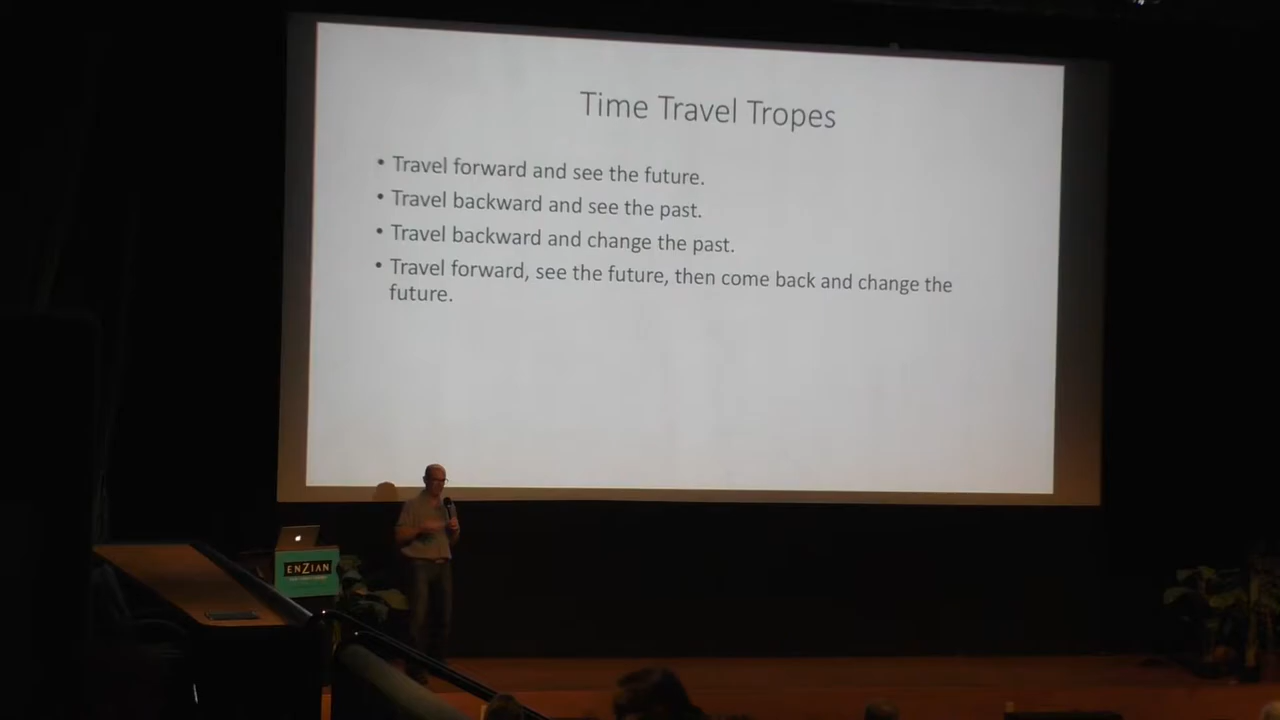 Time Travel Tropes
• Travel forward and see the future.
• Travel backward and see the past.
• Travel backward and change the past.
• Travel forward, see the future, then come back and change the
future.
ENZIAN